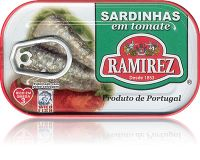 SARDINHAS
em tomate
RAMIREZ
Desde 1853
Produto de Portugal